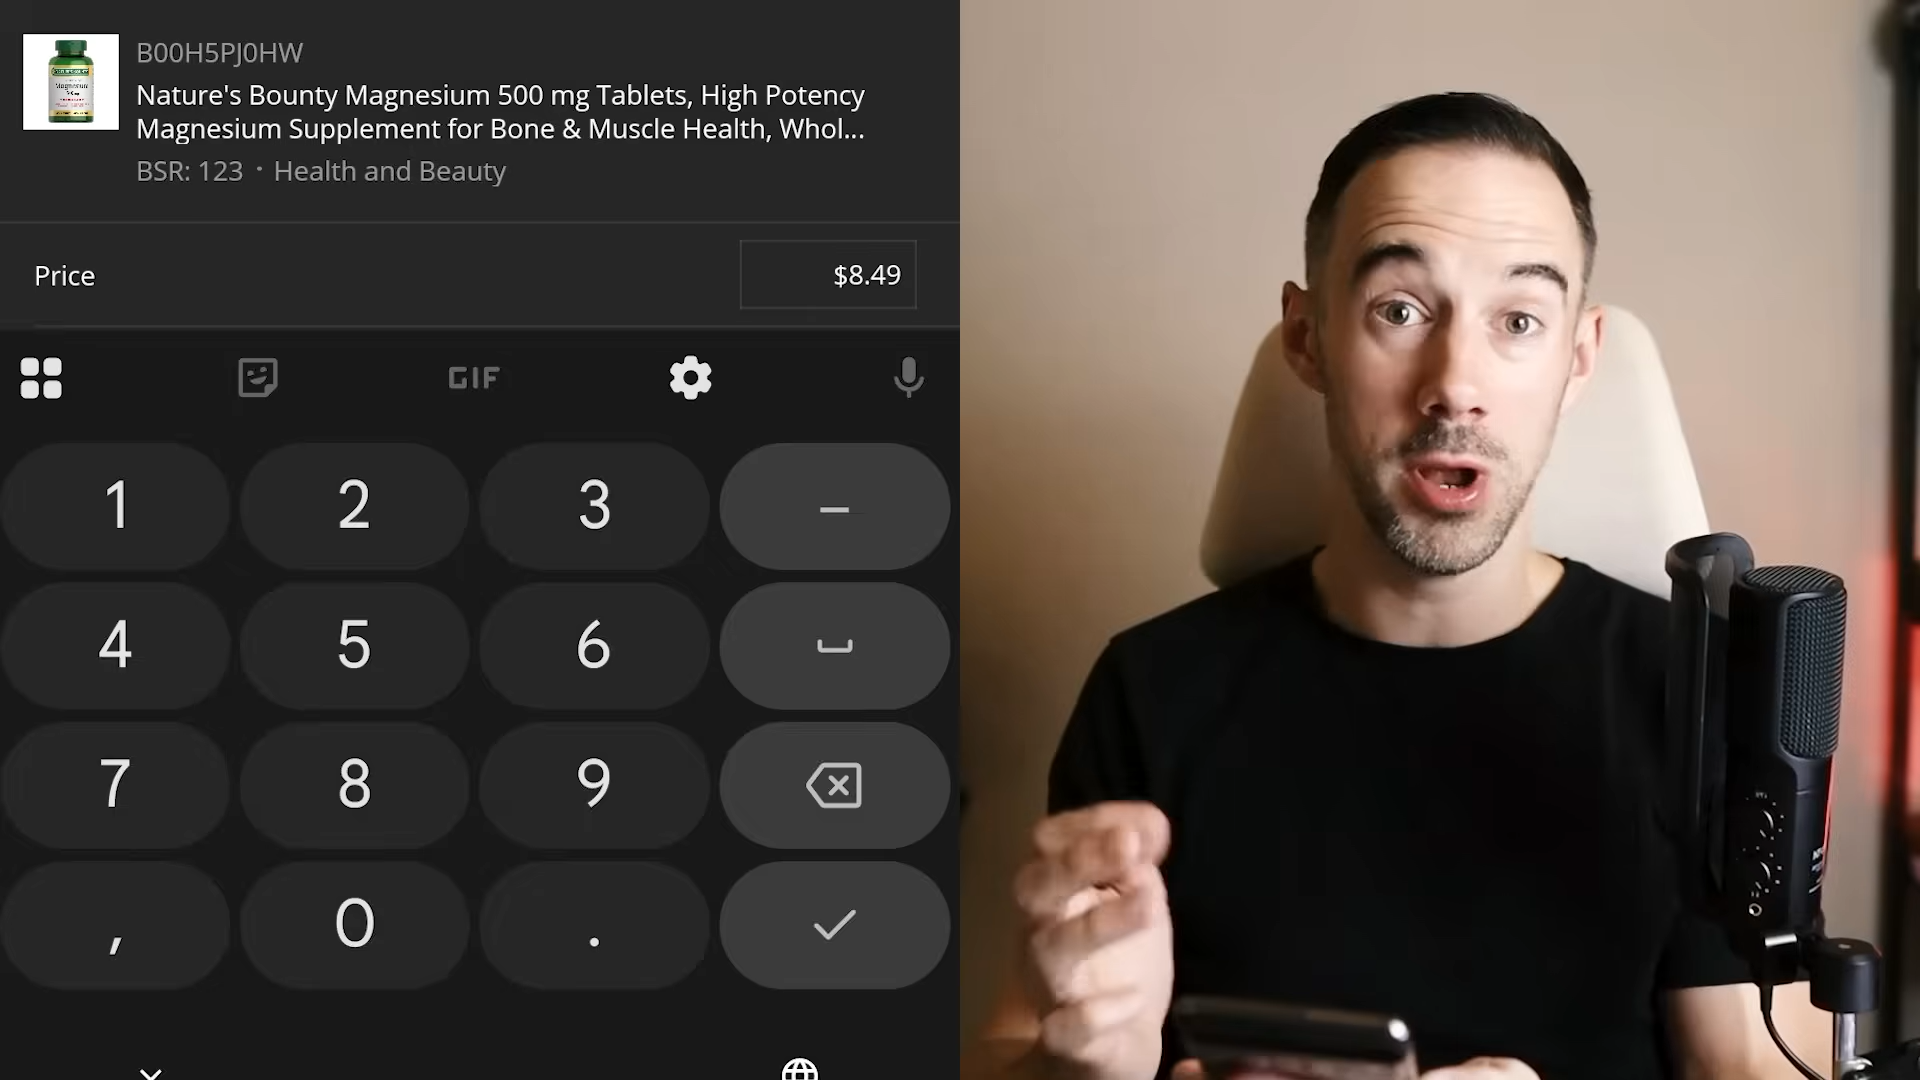 B00H5PJ0HW
Nature's Bounty Magnesium 500 mg Tablets, High Potency
Magnesium Supplement for Bone & Muscle Health, Whol...
BSR: 123 · Health and Beauty
Price
$8.49
GIF
1 2 3 –
4 5 6
7 8 9
, 0 .
Magnesium